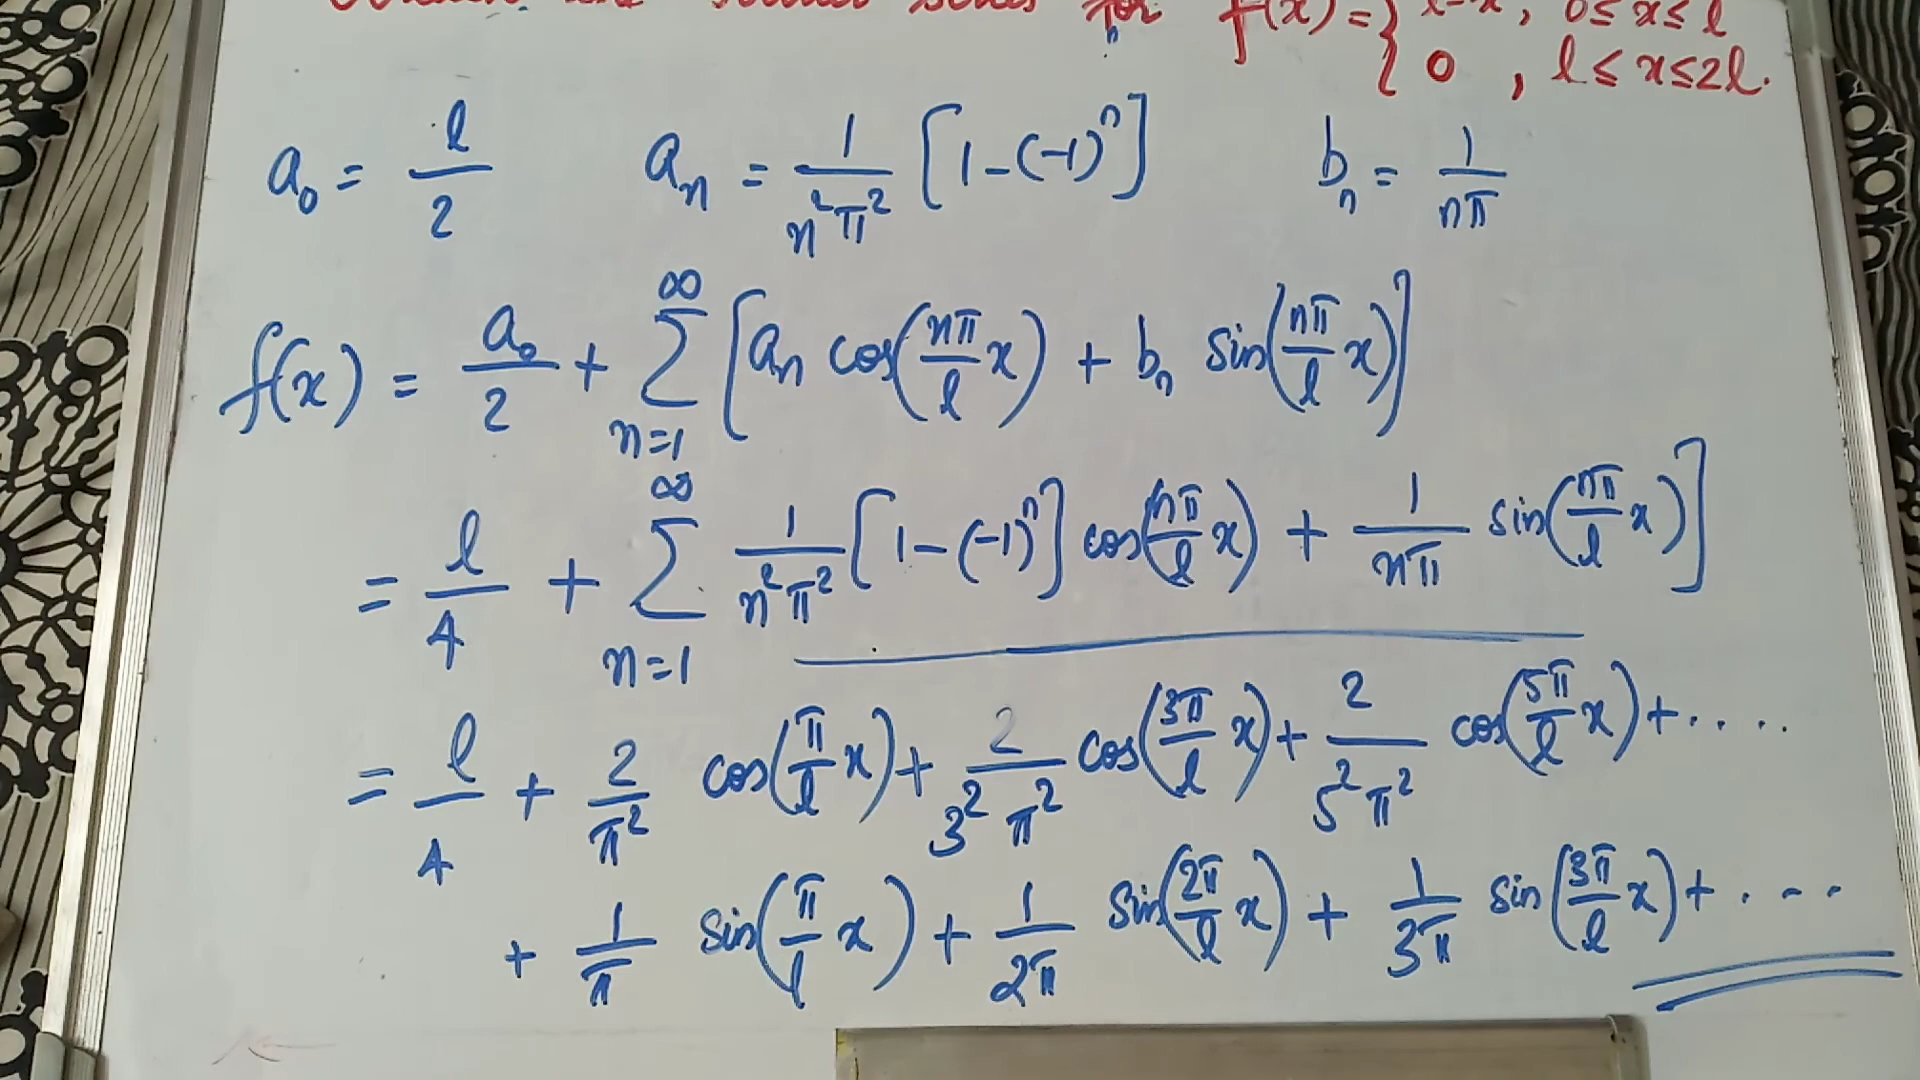 for f(x) = { l-x, 0≤x≤l
0, l≤x≤2l.
a₀ = l/2 aₙ = 1/(n²π²) [1-(-1)ⁿ] bₙ = 1/(nπ)
f(x) = a₀/2 + ∑_{n=1}^{∞} [aₙ cos(nπ/l x) + bₙ sin(nπ/l x)]
= l/4 + ∑_{n=1}^{∞} 1/(n²π²) [1-(-1)ⁿ] cos(nπ/l x) + 1/(nπ) sin(nπ/l x)]
= l/4 + 2/π² cos(π/l x) + 2/(3²π²) cos(3π/l x) + 2/(5²π²) cos(5π/l x) + .....
+ 1/π sin(π/l x) + 1/(2π) sin(2π/l x) + 1/(3π) sin(3π/l x) + ....